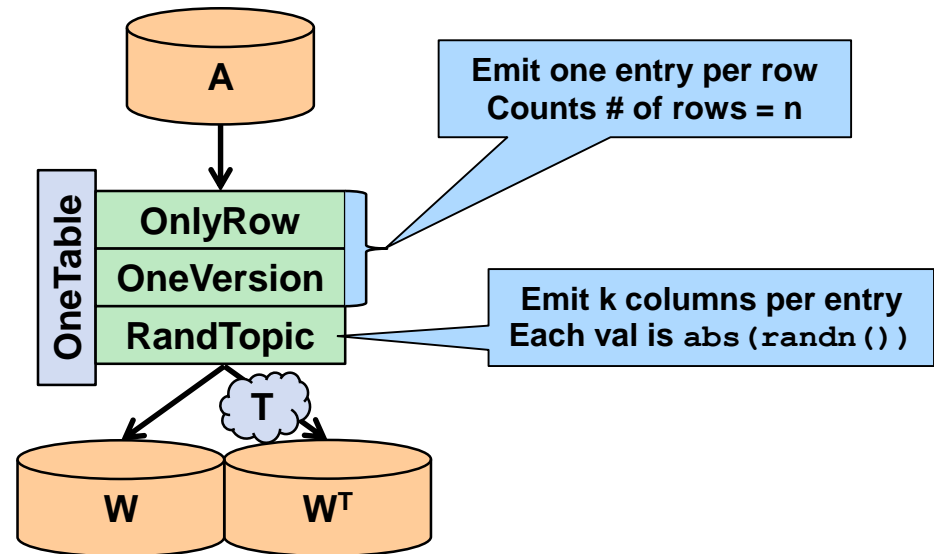 A
Emit one entry per row
Counts # of rows = n
OneTable
OnlyRow
OneVersion
RandTopic
Emit k columns per entry
Each val is abs(randn())
T
W
Wᵀ